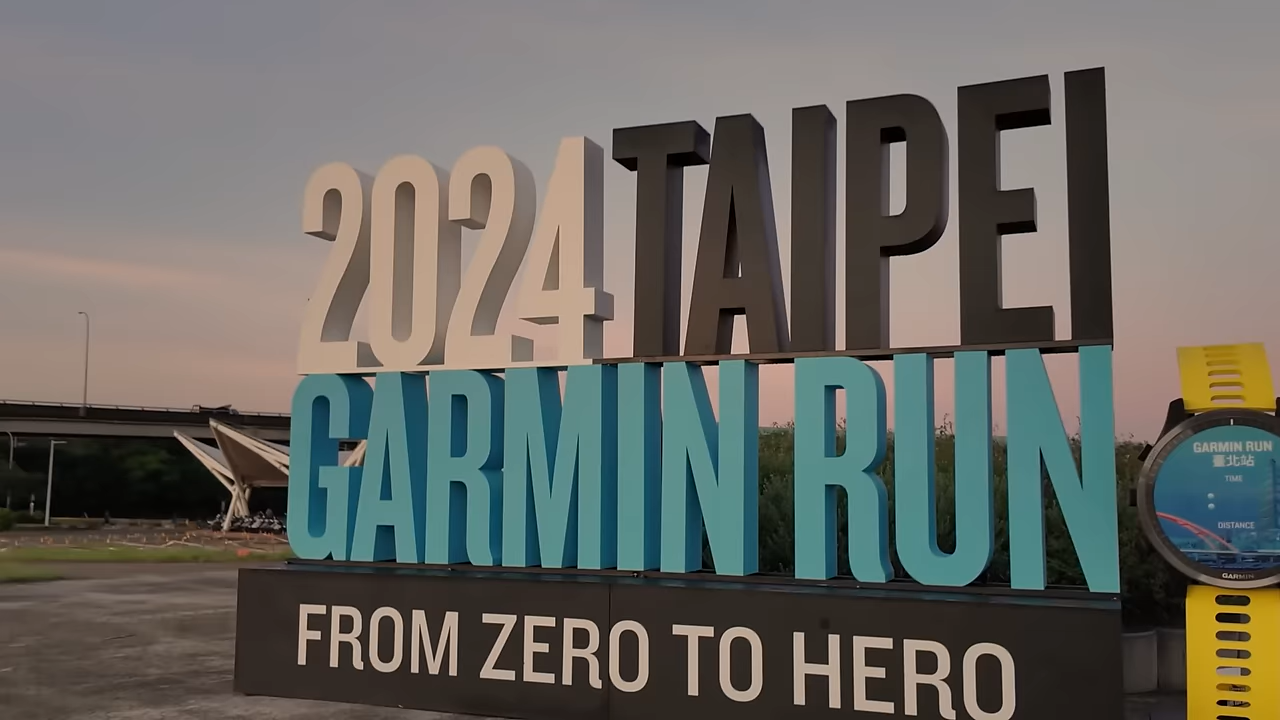 2024 TAIPEI
GARMIN RUN
FROM ZERO TO HERO
GARMIN RUN
臺北站
TIME
DISTANCE
GARMIN